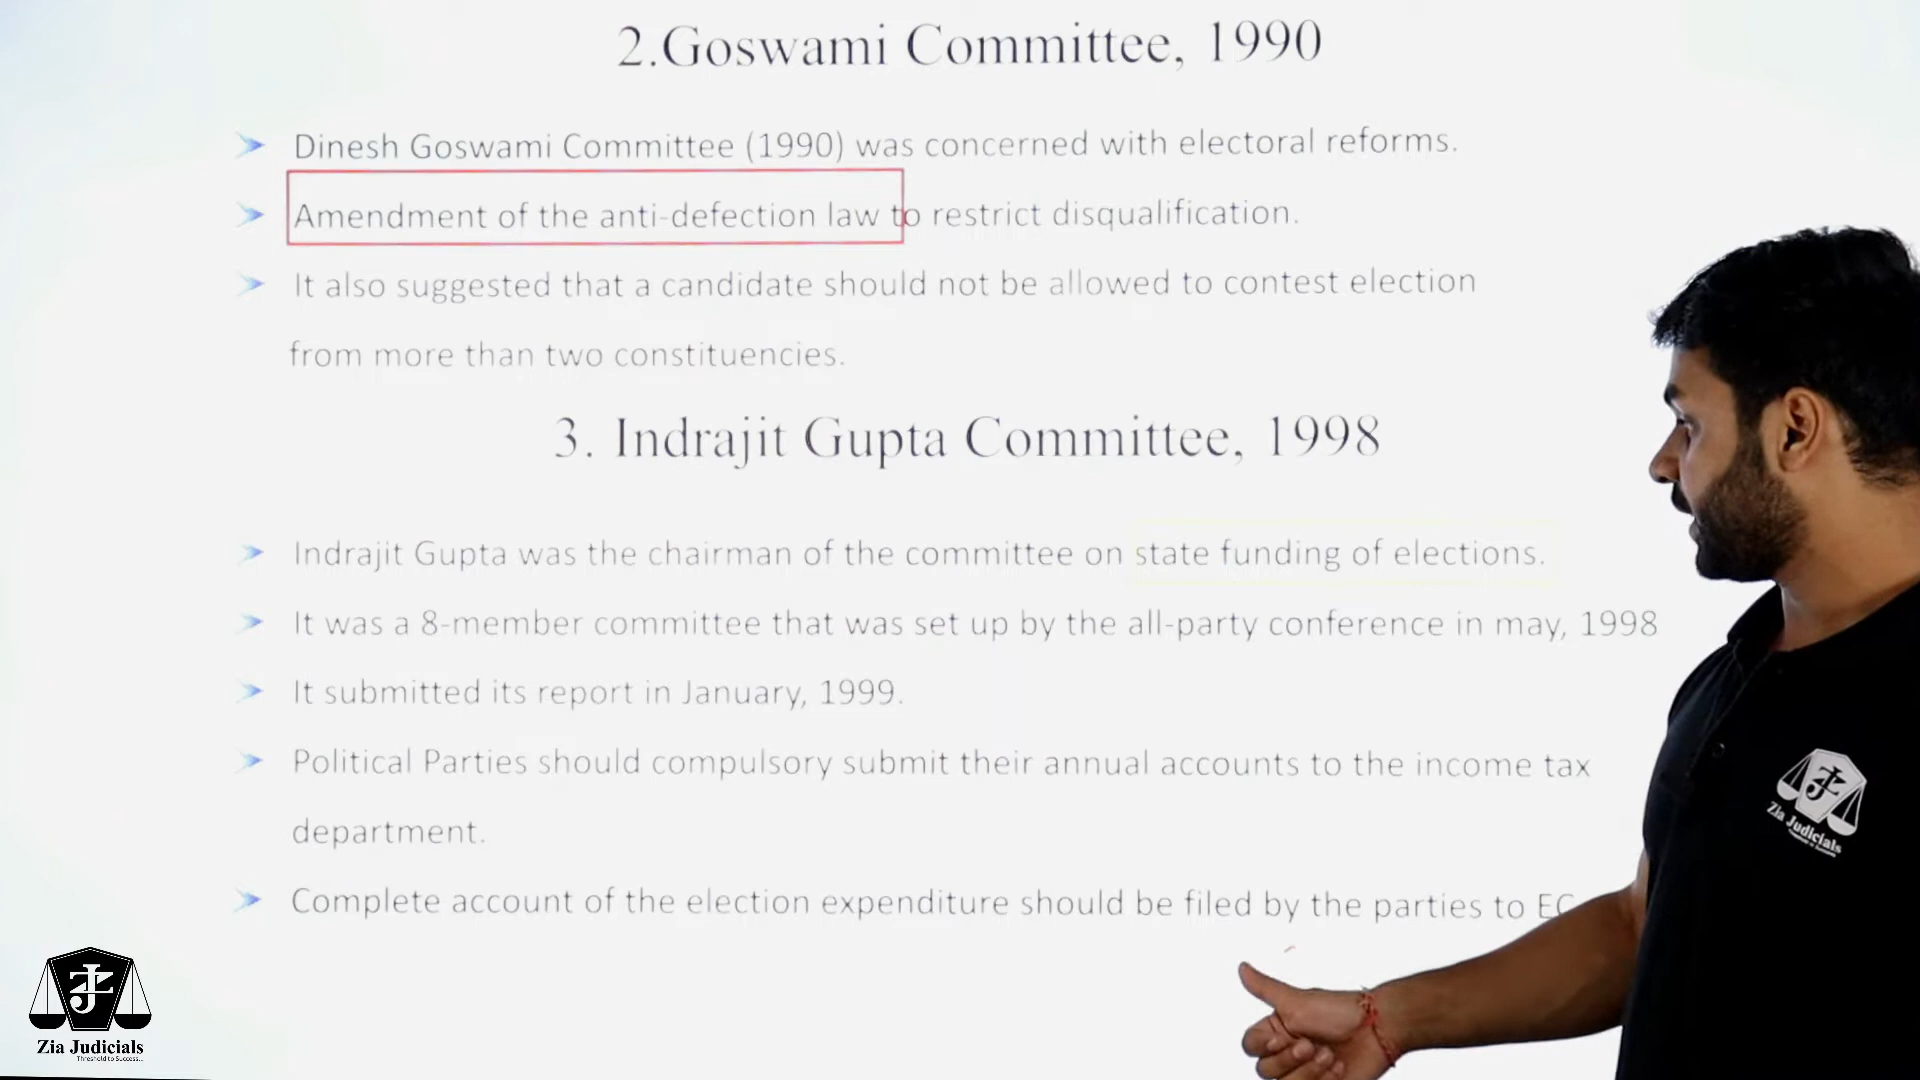 2.Goswami Committee, 1990
Dinesh Goswami Committee (1990) was concerned with electoral reforms.
Amendment of the anti-defection law to restrict disqualification.
It also suggested that a candidate should not be allowed to contest election
from more than two constituencies.
3. Indrajit Gupta Committee, 1998
Indrajit Gupta was the chairman of the committee on state funding of elections.
It was a 8-member committee that was set up by the all-party conference in may, 1998
It submitted its report in January, 1999.
Political Parties should compulsory submit their annual accounts to the income tax
department.
Complete account of the election expenditure should be filed by the parties to EC
Zia Judicials
Zia Judicials
Threshold to Success...